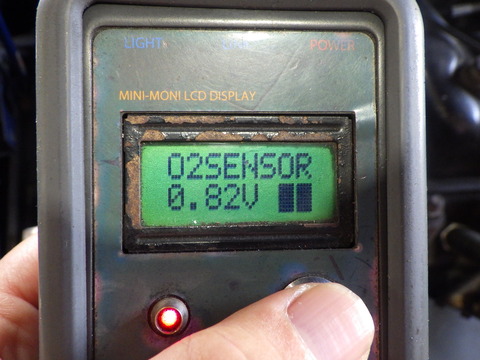 LIGHT POWER
MINI-MONI LCD DISPLAY
O2SENSOR
0.82V